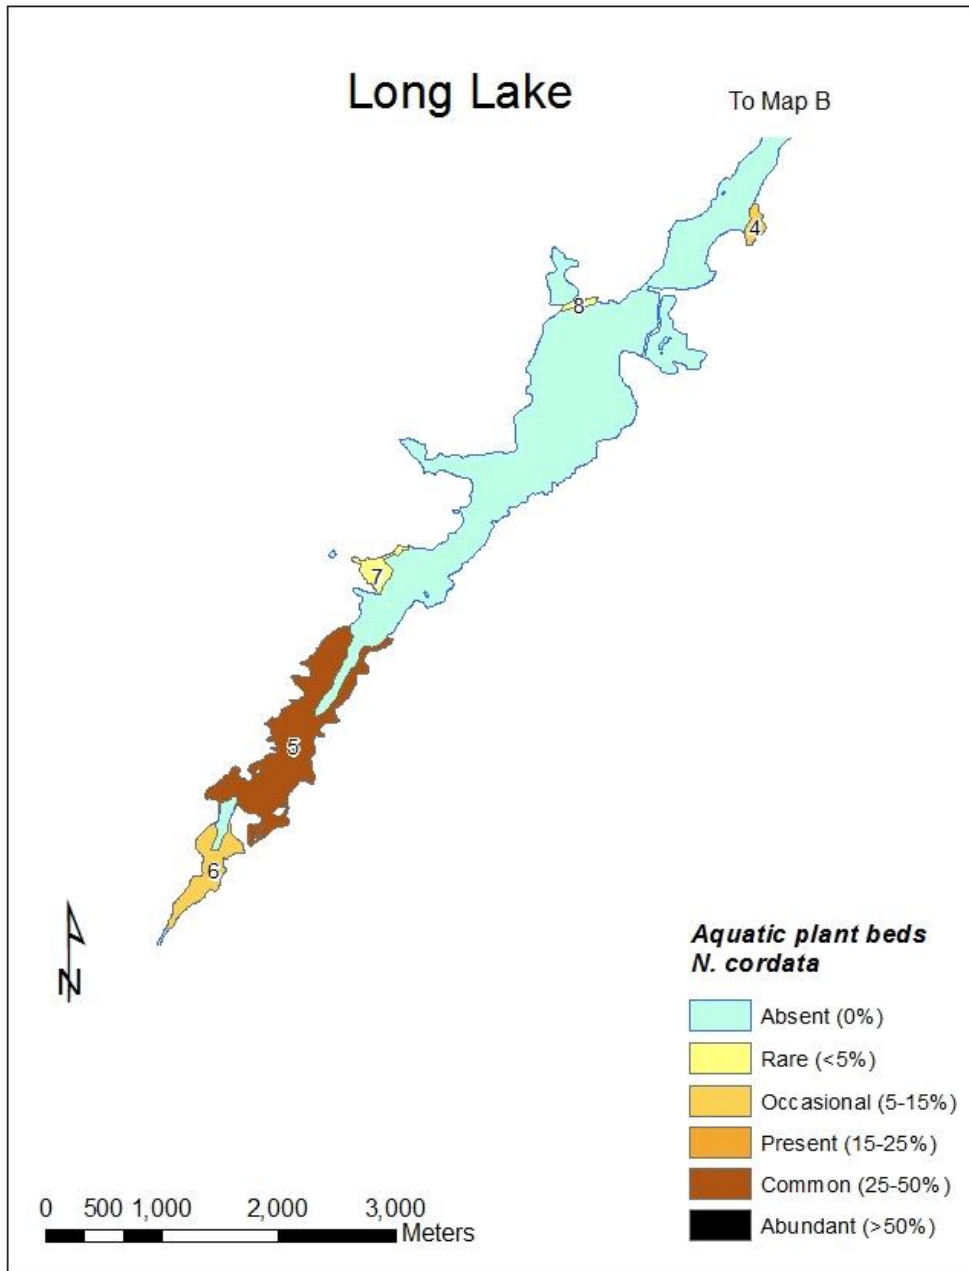 Long Lake
To Map B
4
8
7
5
6
N
Aquatic plant beds
N. cordata
Absent (0%)
Rare (<5%)
Occasional (5-15%)
Present (15-25%)
Common (25-50%)
Abundant (>50%)
0 500 1,000 2,000 3,000
Meters